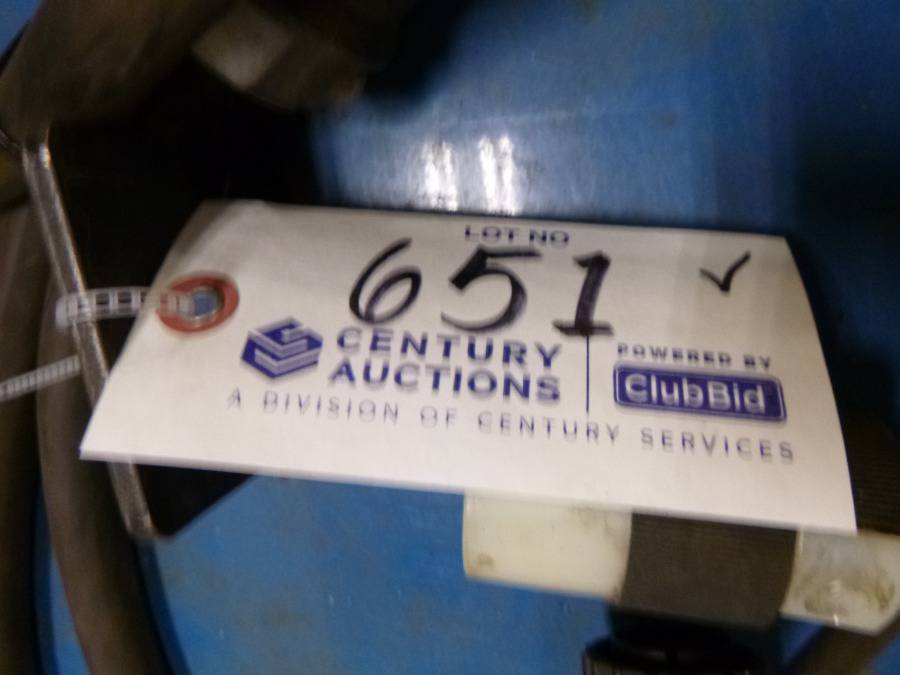 LOT NO
651 ✓
CENTURY
AUCTIONS
POWERED BY
ClubBid
A DIVISION OF CENTURY SERVICES